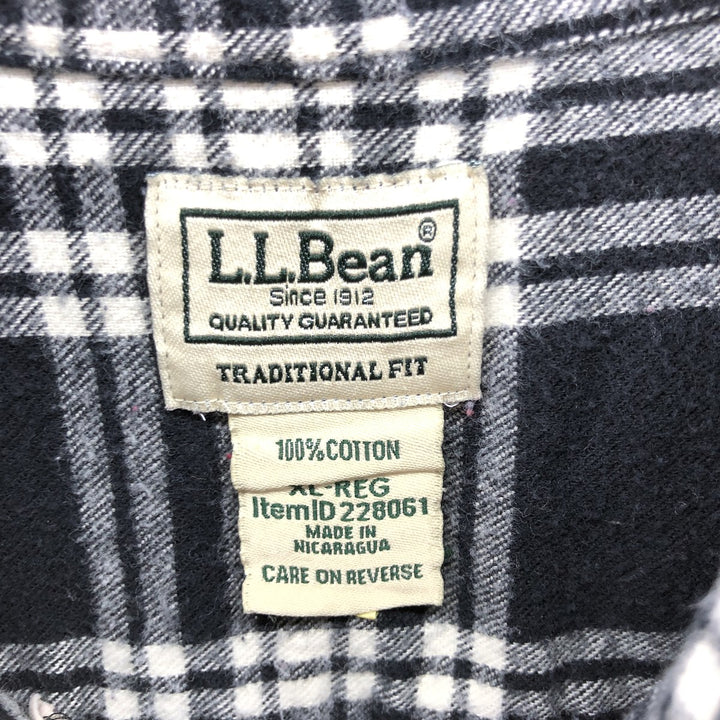 L.L.Bean®
Since 1912
QUALITY GUARANTEED
TRADITIONAL FIT
100% COTTON
XL-REG
ItemID 228061
MADE IN
NICARAGUA
CARE ON REVERSE